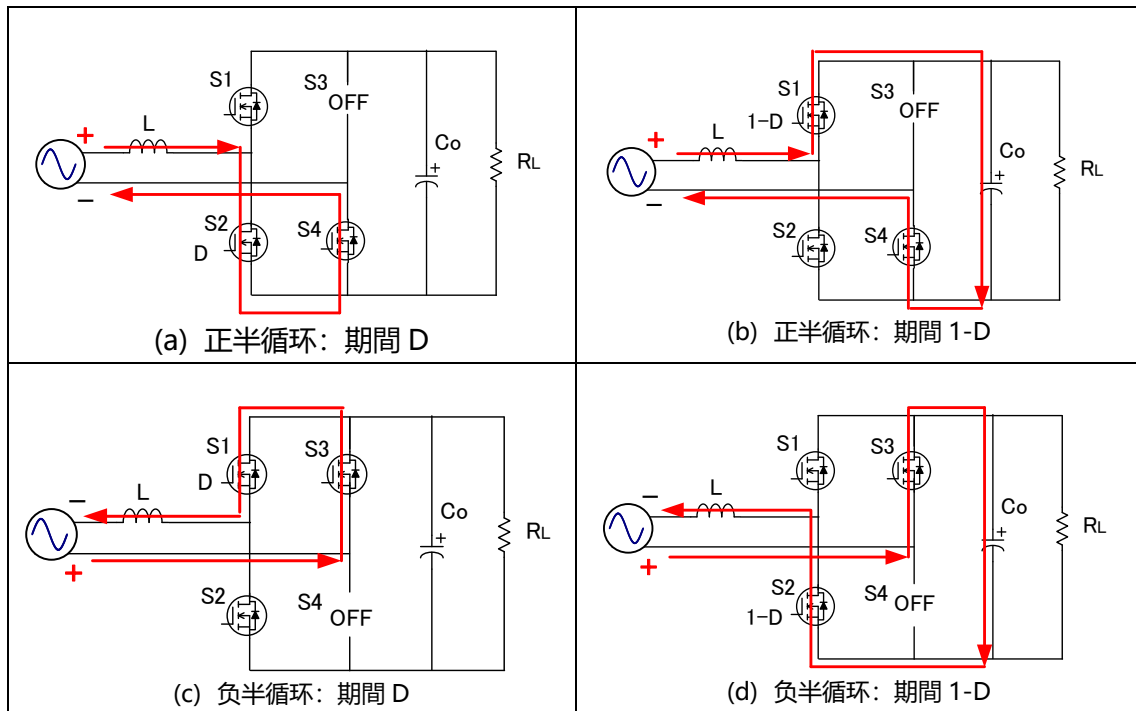 S1
S3
OFF
+
L
Co
+
RL
−
S2
D
S4
(a) 正半循环：期間 D
S1
1-D
S3
OFF
+
L
Co
+
RL
−
S2
S4
(b) 正半循环：期間 1-D
S1
D
S3
−
L
Co
+
RL
+
S2
S4
OFF
(c) 负半循环：期間 D
S1
S3
−
L
Co
+
RL
+
S2
1-D
S4
OFF
(d) 负半循环：期間 1-D